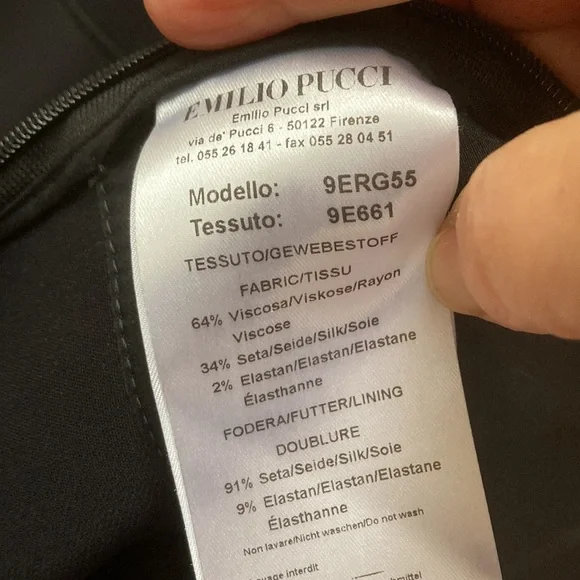 EMILIO PUCCI
Emilio Pucci srl
via de' Pucci 6 - 50122 Firenze
tel. 055 26 18 41 - fax 055 28 04 51
Modello: 9ERG55
Tessuto: 9E661
TESSUTO/GEWEBESTOFF
FABRIC/TISSU
64% Viscosa/Viskose/Rayon
Viscose
34% Seta/Seide/Silk/Soie
2% Elastan/Elastan/Elastane
Élasthanne
FODERA/FUTTER/LINING
DOUBLURE
91% Seta/Seide/Silk/Soie
9% Elastan/Elastan/Elastane
Élasthanne
Non lavare/Nicht waschen/Do not wash
interdit